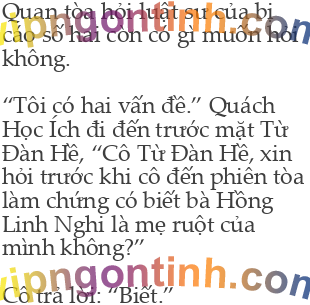 Quan tòa hỏi luật sư của bị
cáo số hai còn có gì muốn hỏi
không.
“Tôi có hai vấn đề.” Quách
Học Ích đi đến trước mặt Từ
Đàn Hề, “Cô Từ Đàn Hề, xin
hỏi trước khi cô đến phiên tòa
làm chứng có biết bà Hồng
Linh Nghi là mẹ ruột của
mình không?”
vipngontinh.com
Cô trả lời: “Biết.”